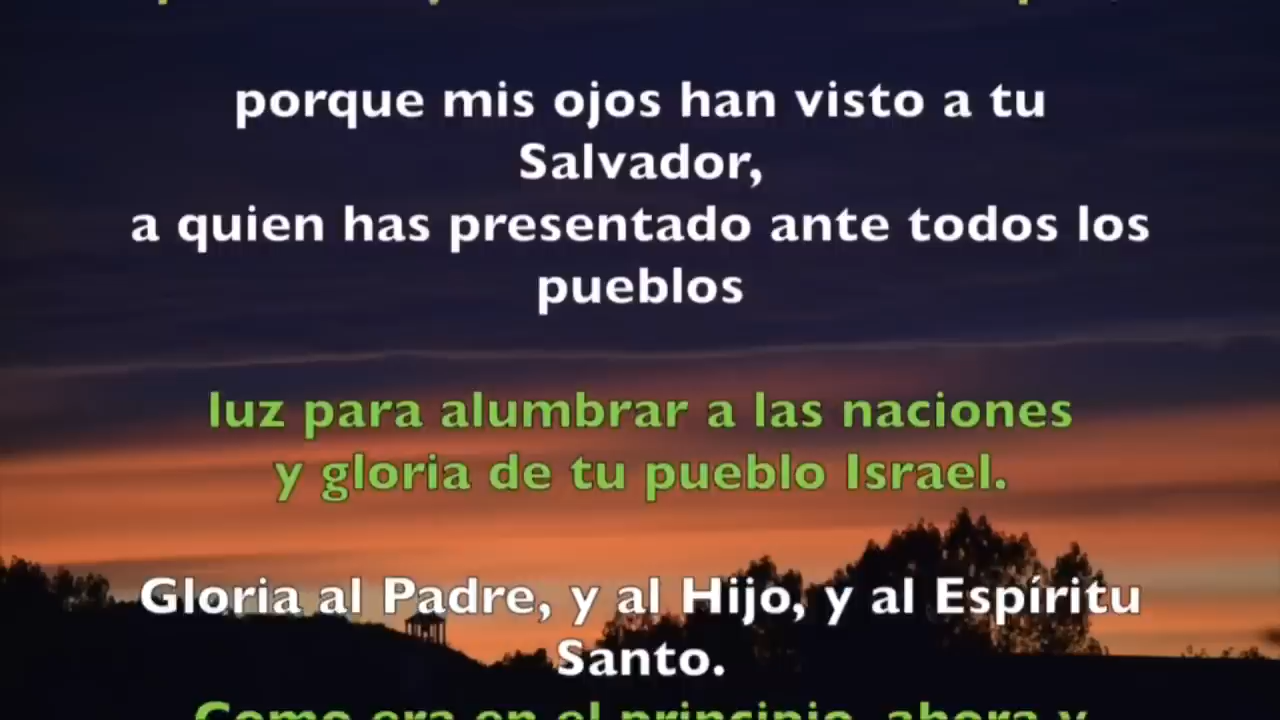 porque mis ojos han visto a tu
Salvador,
a quien has presentado ante todos los
pueblos
luz para alumbrar a las naciones
y gloria de tu pueblo Israel.
Gloria al Padre, y al Hijo, y al Espíritu
Santo.
Como era en el principio, ahora y